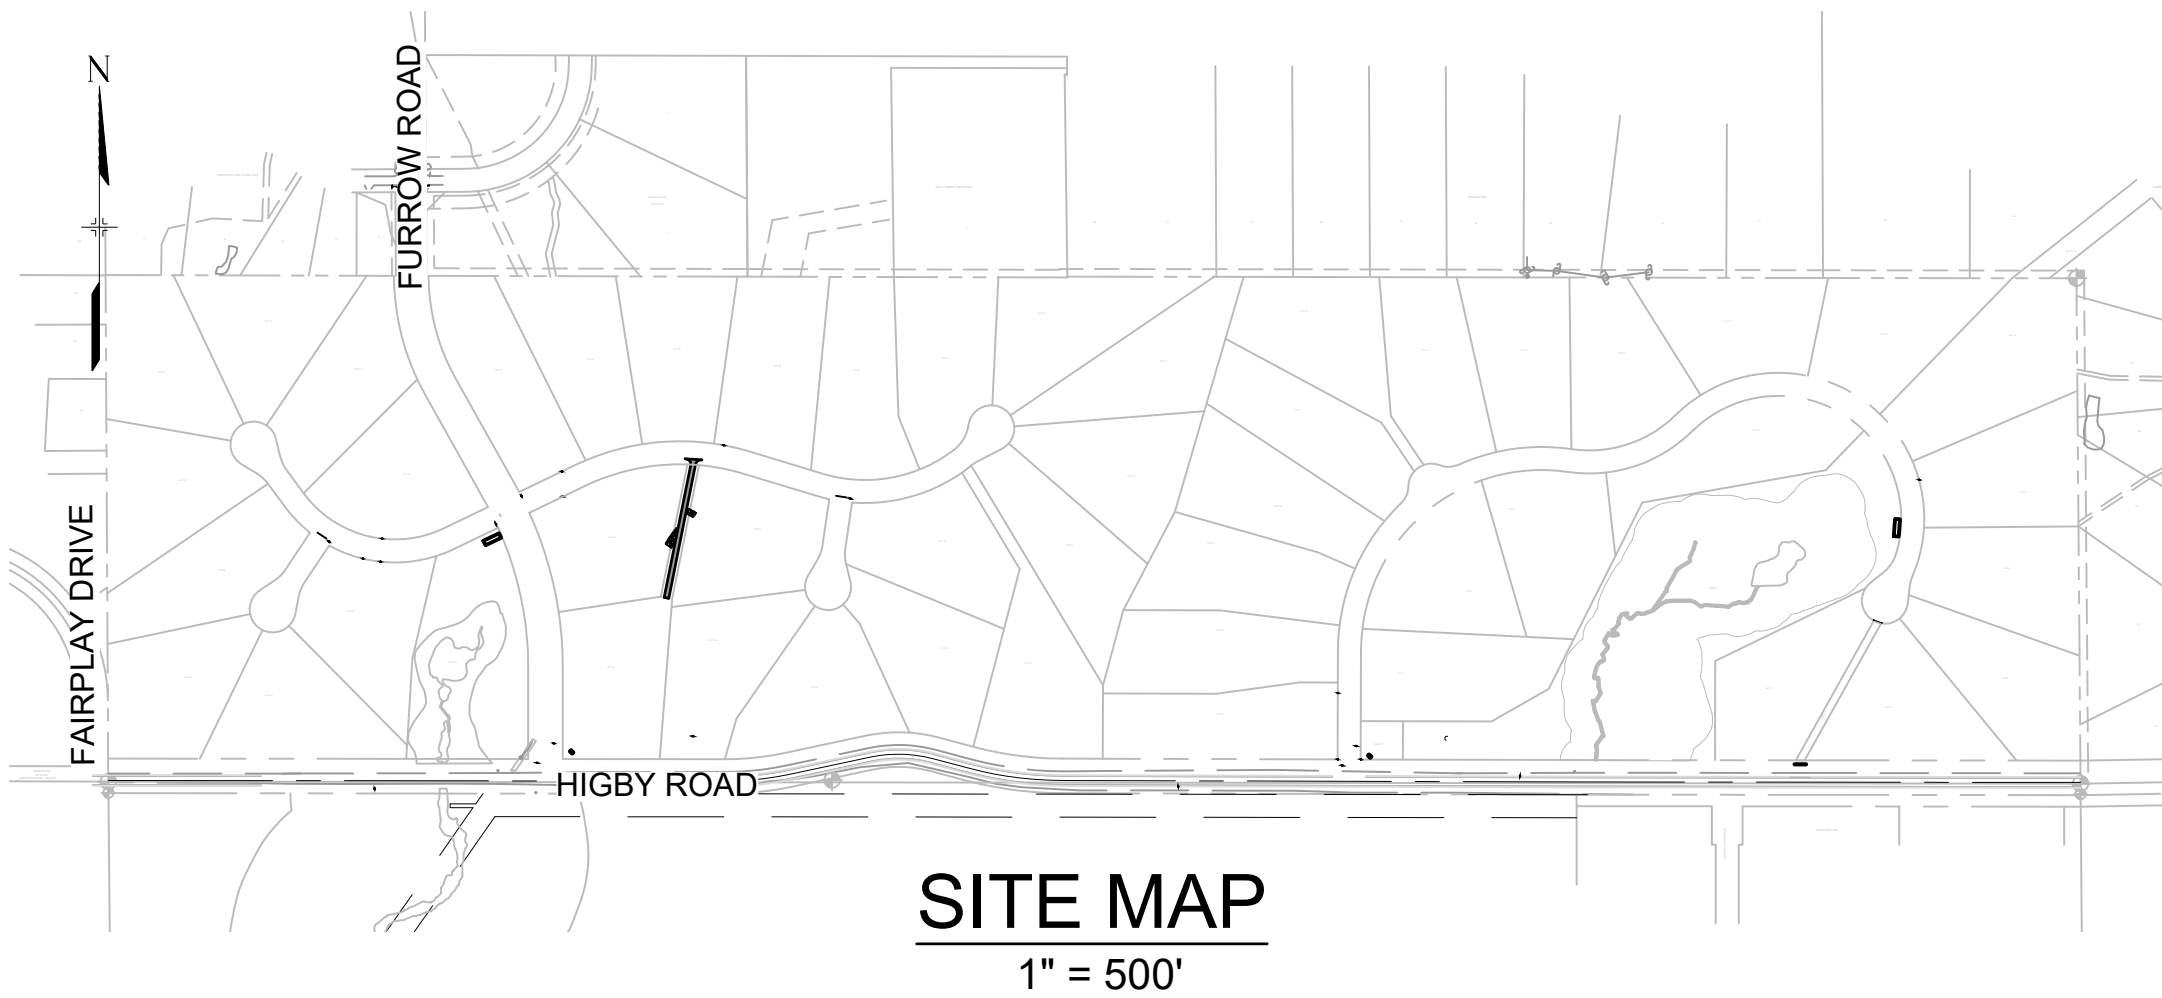 N
FURROW ROAD
FAIRPLAY DRIVE
HIGBY ROAD
SITE MAP
1" = 500'